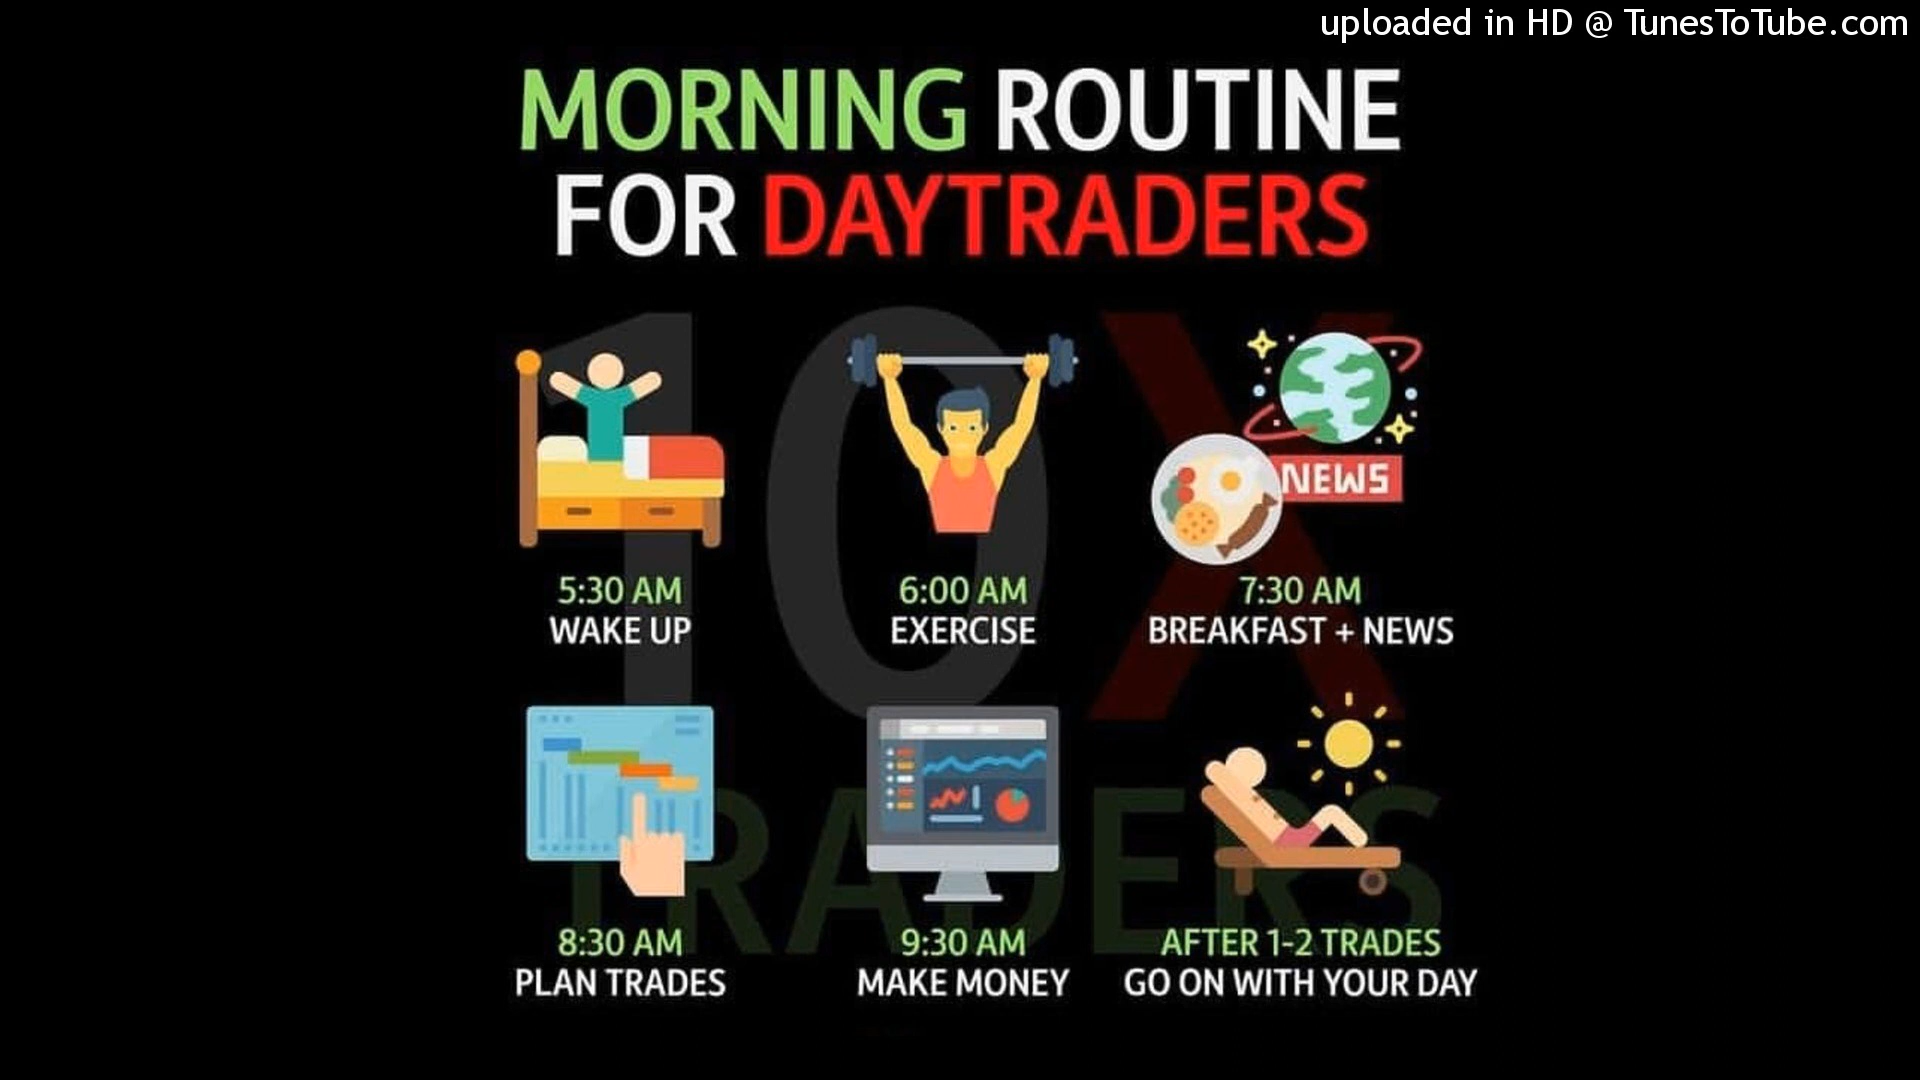 uploaded in HD @ TunesToTube.com
MORNING ROUTINE
FOR DAYTRADERS
10X
TRADERS
NEWS
5:30 AM
WAKE UP
6:00 AM
EXERCISE
7:30 AM
BREAKFAST + NEWS
8:30 AM
PLAN TRADES
9:30 AM
MAKE MONEY
AFTER 1-2 TRADES
GO ON WITH YOUR DAY